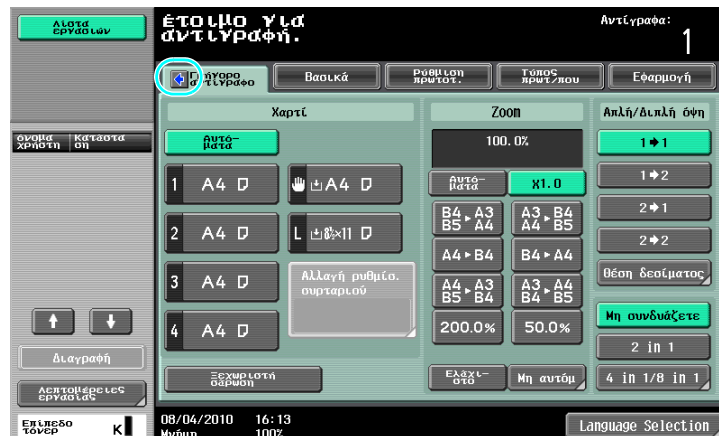 Λίστα
εργασιών
έτοιμο για
αντιγραφή.
Αντίγραφα:
1
Γρήγορο
αντίγραφο
Βασικά
Ρύθμιση
πρωτοτ.
Τύπος
πρωτ/που
Εφαρμογή
όνομα
χρήστη
Κατάστα
ση
Χαρτί
Αυτό-
ματα
1 A4
A4
2 A4
L 8½×11
3 A4
Αλλαγή ρυθμίσ.
συρταριού
4 A4
Ξεχωριστή
σάρωση
Zoom
100.0%
Αυτό-
ματα
X1.0
B4▸A3
B5 A4
A3▸B4
A4 B5
A4▸B4
B4▸A4
A4▸A3
B5 B4
A3▸A4
B4 B5
200.0%
50.0%
Ελάχι-
στο
Μη αυτόμ
Απλή/Διπλή όψη
1➔1
1➔2
2➔1
2➔2
Θέση δεσίματος
Μη συνδυάζετε
2 in 1
4 in 1/8 in 1
Διαγραφή
Λεπτομέρειες
εργασίας
Επίπεδο
τόνερ
K
08/04/2010 16:13
Μνήμη 100%
Language Selection